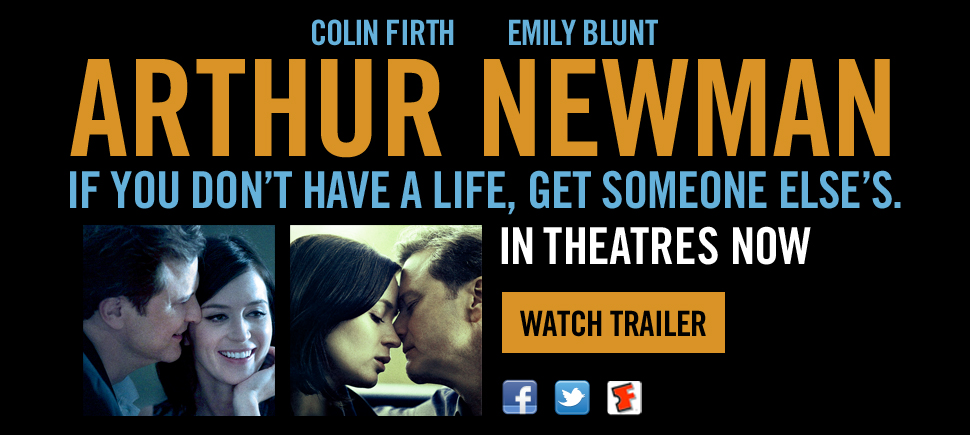 COLIN FIRTH EMILY BLUNT
ARTHUR NEWMAN
IF YOU DON'T HAVE A LIFE, GET SOMEONE ELSE'S.
IN THEATRES NOW
WATCH TRAILER